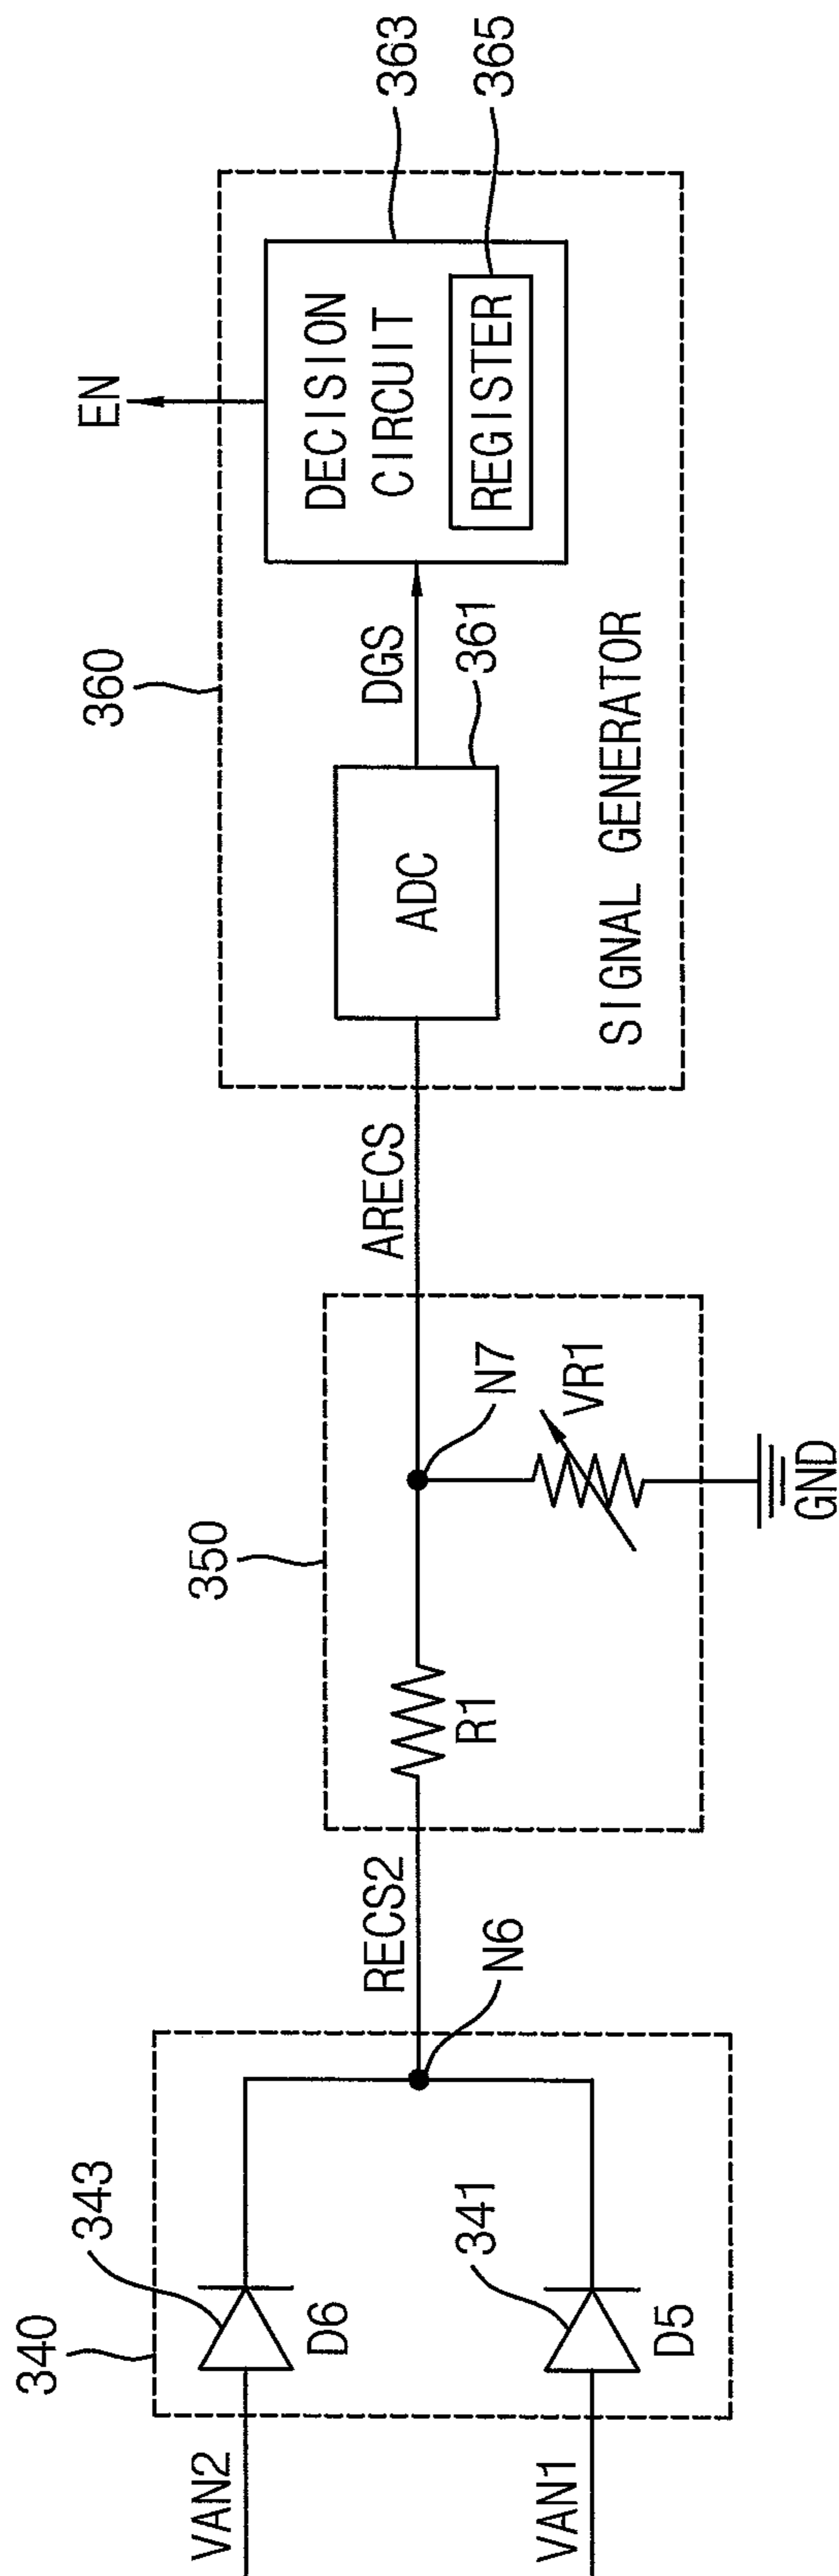 340
343
VAN2
D6
341
VAN1
D5
N6
RECS2
350
R1
N7
VR1
GND
ARECS
360
ADC
361
DGS
EN
DECISION
CIRCUIT
REGISTER
363
365
SIGNAL GENERATOR